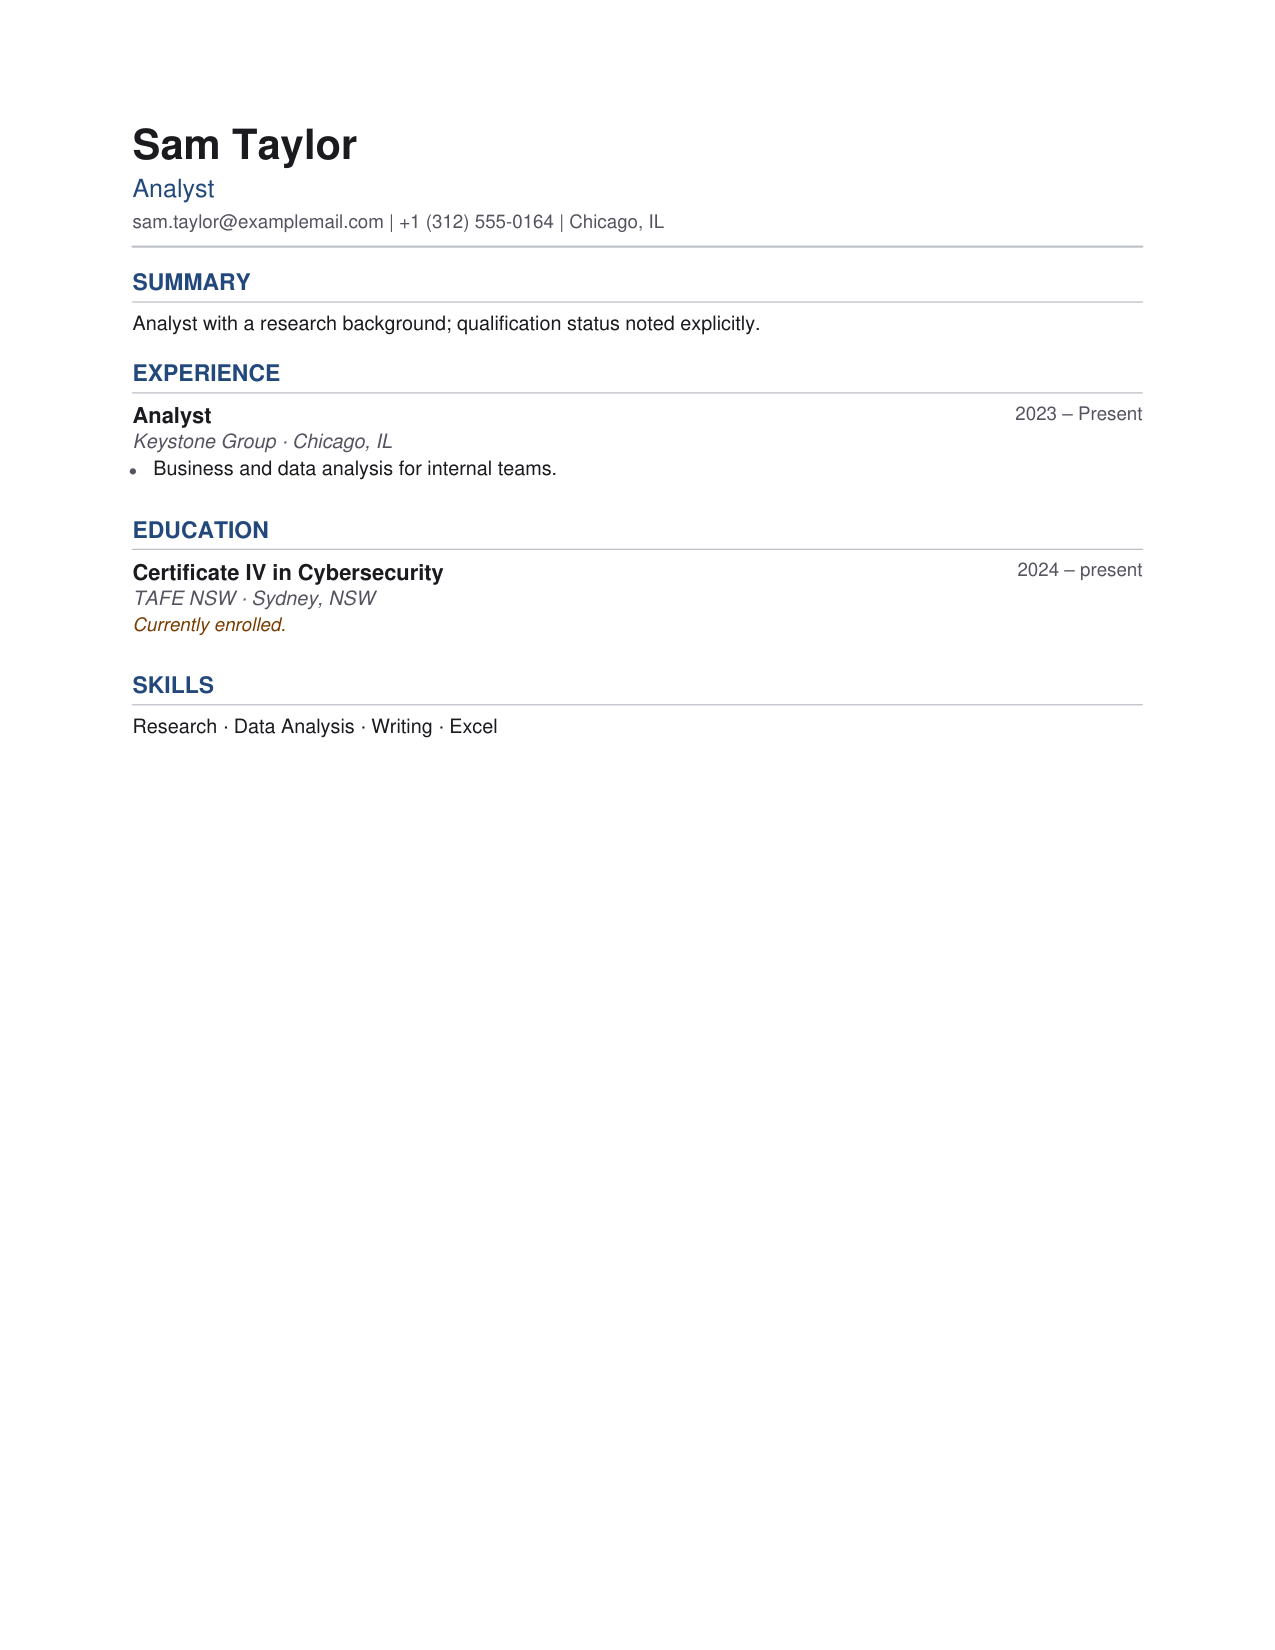 Sam Taylor
Analyst
sam.taylor@examplemail.com | +1 (312) 555-0164 | Chicago, IL
SUMMARY
Analyst with a research background; qualification status noted explicitly.
EXPERIENCE
Analyst 2023 – Present
Keystone Group · Chicago, IL
• Business and data analysis for internal teams.
EDUCATION
Certificate IV in Cybersecurity 2024 – present
TAFE NSW · Sydney, NSW
Currently enrolled.
SKILLS
Research · Data Analysis · Writing · Excel